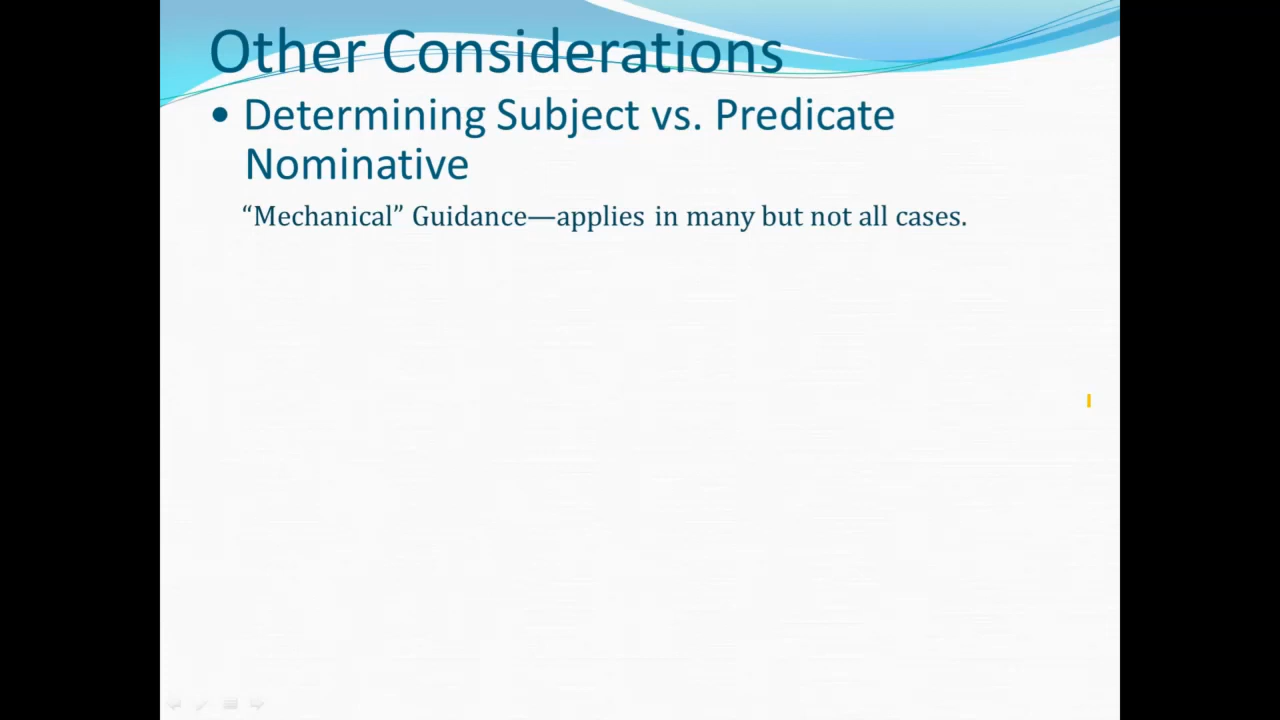 Other Considerations
• Determining Subject vs. Predicate
Nominative
“Mechanical” Guidance—applies in many but not all cases.